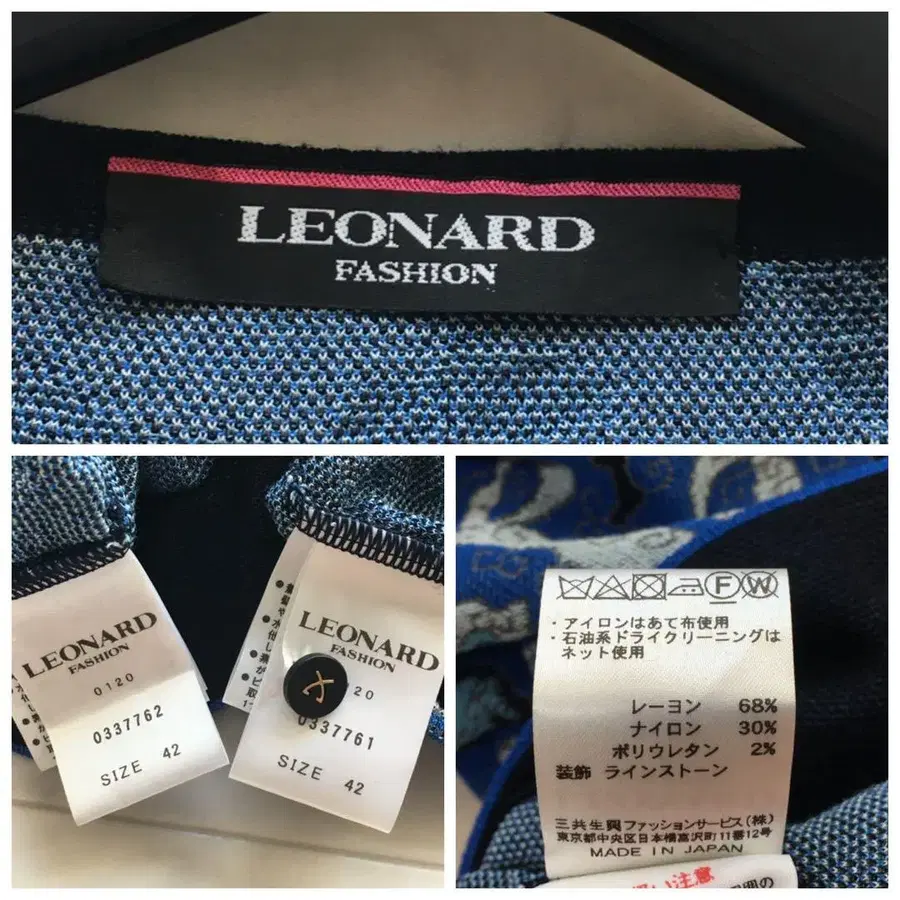 LEONARD
FASHION
LEONARD
FASHION
0120
0337762
SIZE 42
LEONARD
FASHION
20
0337761
SIZE 42
F W
・アイロンはあて布使用
・石油系ドライクリーニングは
ネット使用
レーヨン 68%
ナイロン 30%
ポリウレタン 2%
装飾 ラインストーン
三共生興ファッションサービス(株)
東京都中央区日本橋富沢町11番12号
MADE IN JAPAN
い注意